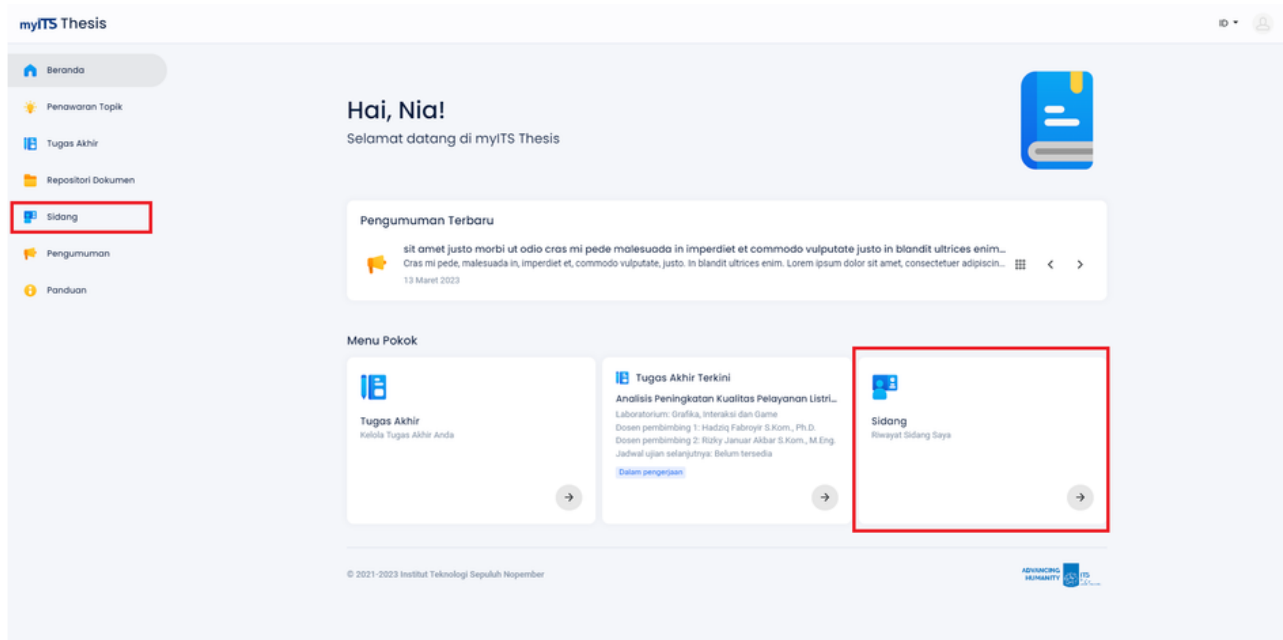 myITS Thesis
ID
Beranda
Penawaran Topik
Tugas Akhir
Repositori Dokumen
Sidang
Pengumuman
Panduan
Hai, Nia!
Selamat datang di myITS Thesis
Pengumuman Terbaru
sit amet justo morbi ut odio cras mi pede malesuada in imperdiet et commodo vulputate justo in blandit ultrices enim...
Cras mi pede, malesuada in, imperdiet et, commodo vulputate, justo. In blandit ultrices enim. Lorem ipsum dolor sit amet, consectetuer adipiscin...
13 Maret 2023
Menu Pokok
Tugas Akhir
Kelola Tugas Akhir Anda
Tugas Akhir Terkini
Analisis Peningkatan Kualitas Pelayanan Listri...
Laboratorium: Grafika, Interaksi dan Game
Dosen pembimbing 1: Hadziq Fabroyir S.Kom., Ph.D.
Dosen pembimbing 2: Rizky Januar Akbar S.Kom., M.Eng.
Jadwal ujian selanjutnya: Belum tersedia
Dalam pengerjaan
Sidang
Riwayat Sidang Saya
© 2021-2023 Institut Teknologi Sepuluh Nopember
ADVANCING
HUMANITY
ITS